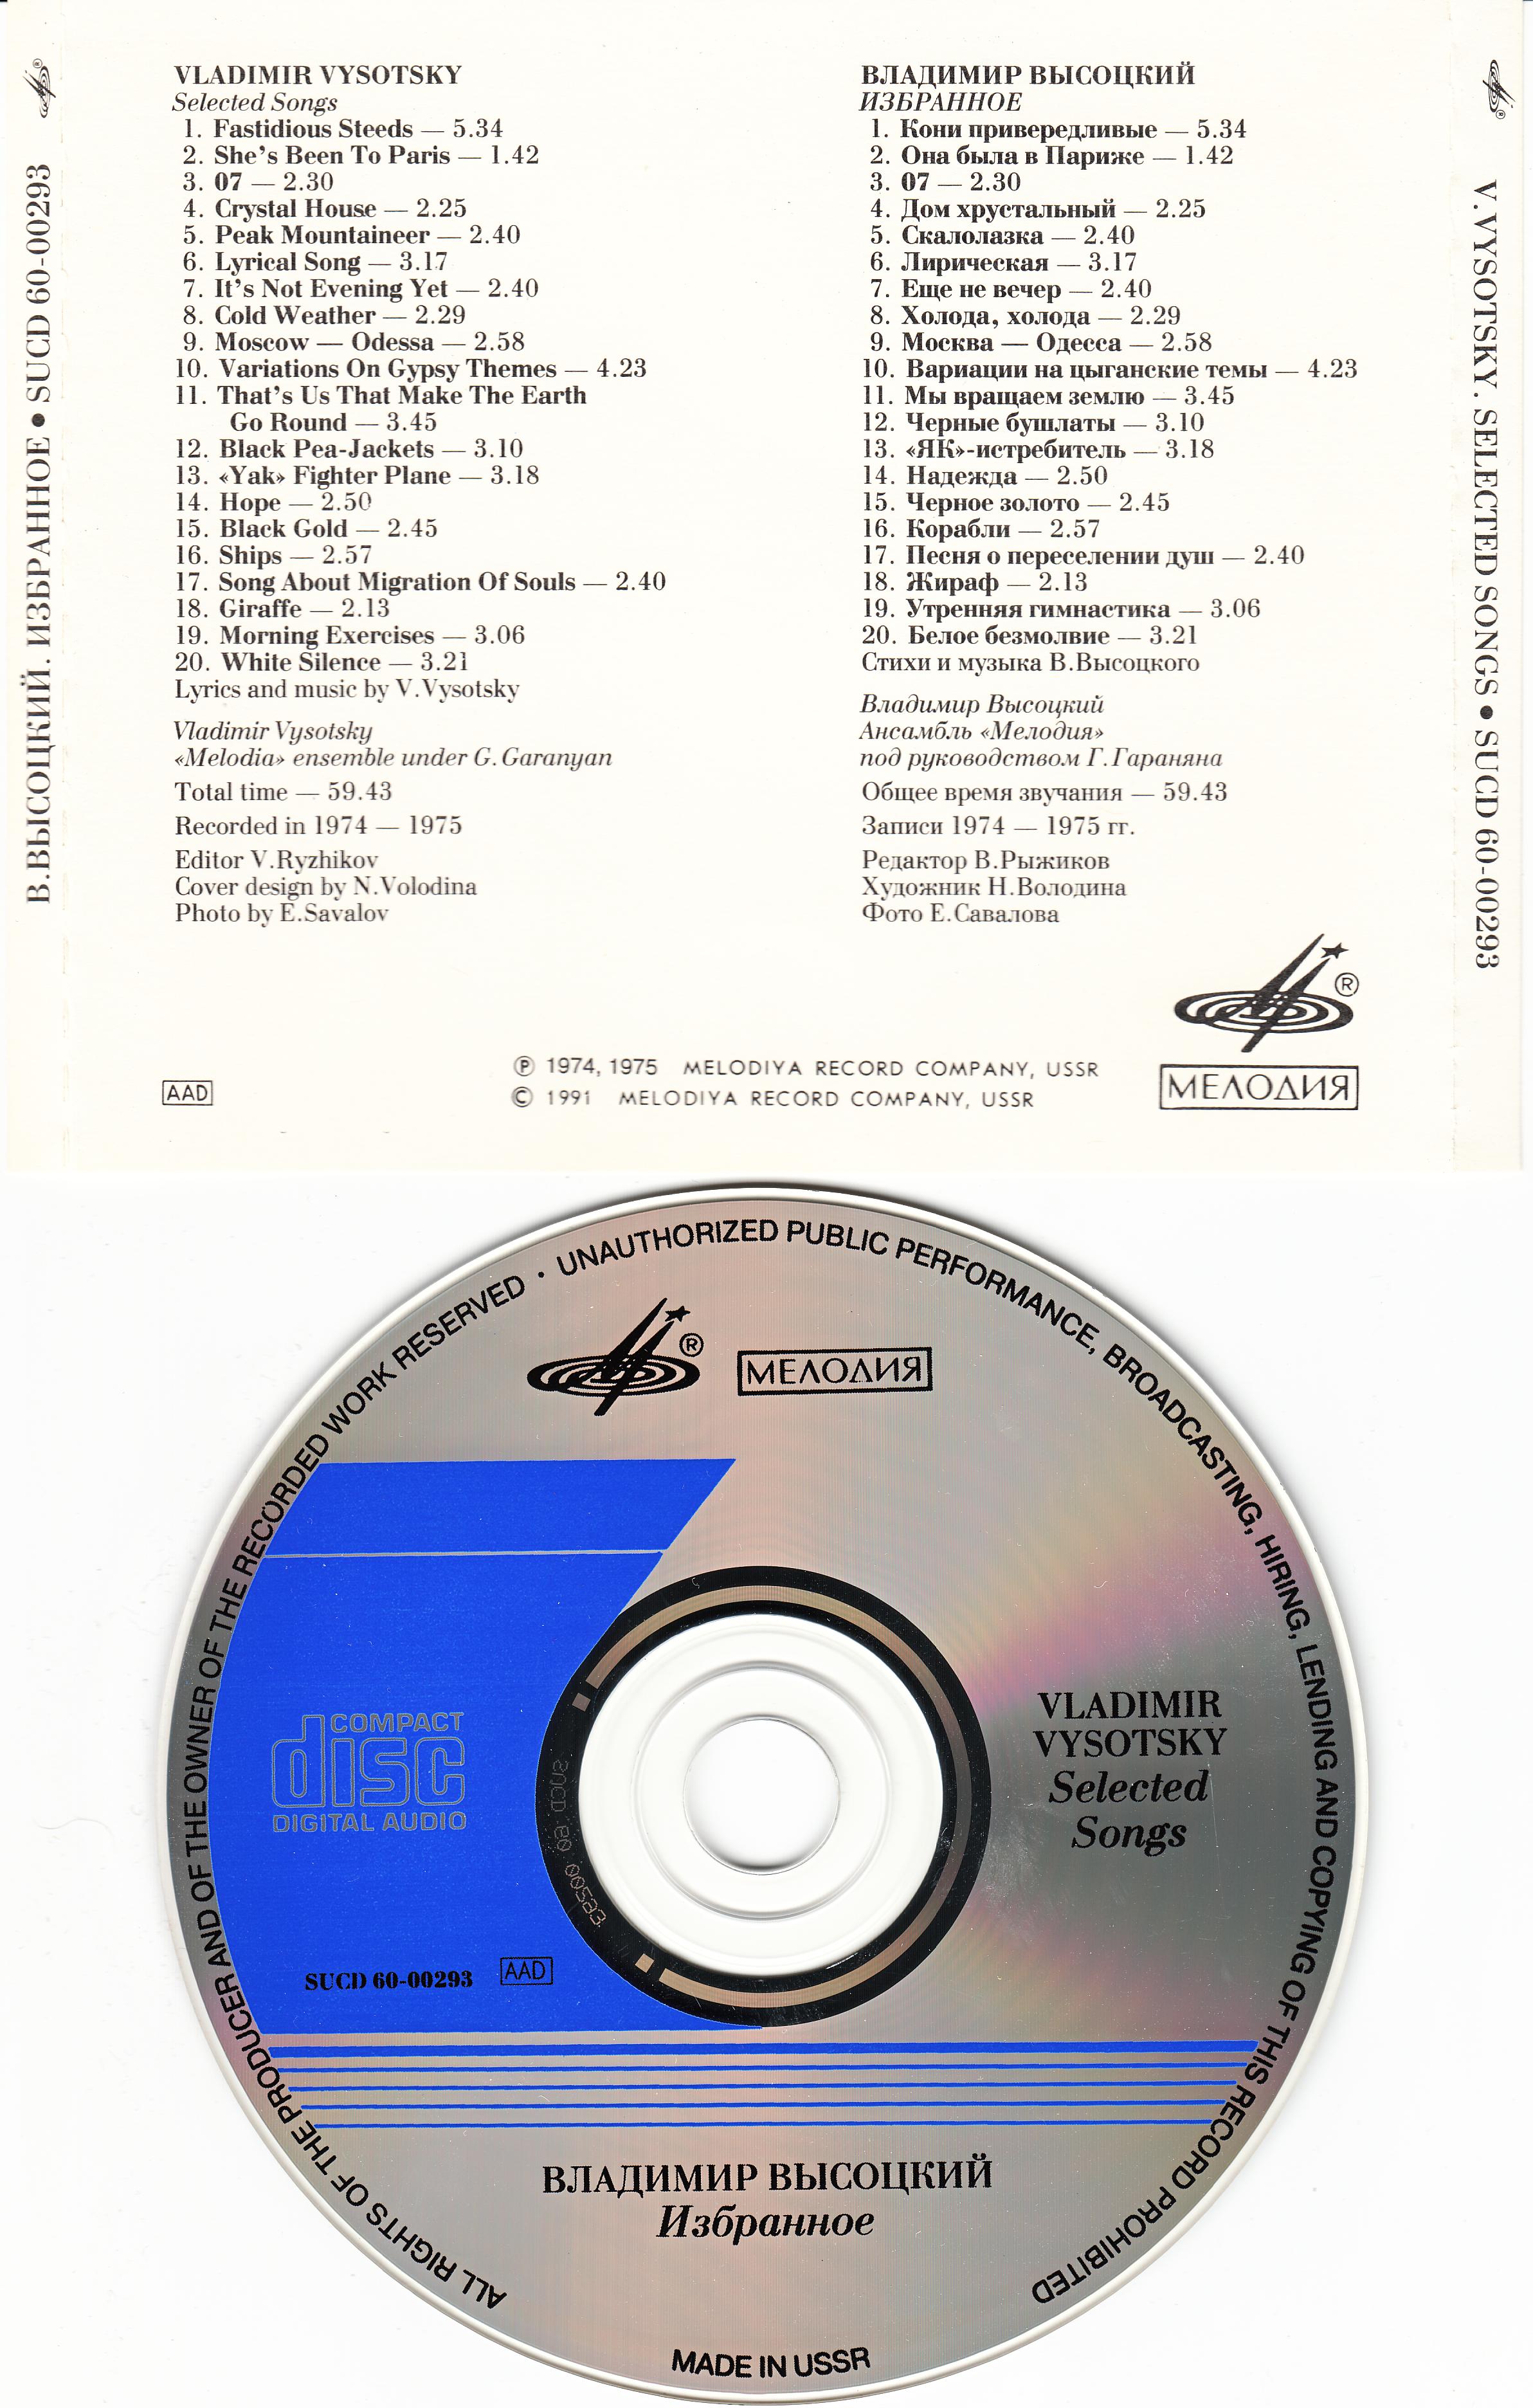 В.ВЫСОЦКИЙ. ИЗБРАННОЕ • SUCD 60-00293
VLADIMIR VYSOTSKY
Selected Songs
1. Fastidious Steeds — 5.34
2. She's Been To Paris — 1.42
3. 07 — 2.30
4. Crystal House — 2.25
5. Peak Mountaineer — 2.40
6. Lyrical Song — 3.17
7. It's Not Evening Yet — 2.40
8. Cold Weather — 2.29
9. Moscow — Odessa — 2.58
10. Variations On Gypsy Themes — 4.23
11. That's Us That Make The Earth
Go Round — 3.45
12. Black Pea-Jackets — 3.10
13. «Yak» Fighter Plane — 3.18
14. Hope — 2.50
15. Black Gold — 2.45
16. Ships — 2.57
17. Song About Migration Of Souls — 2.40
18. Giraffe — 2.13
19. Morning Exercises — 3.06
20. White Silence — 3.21
Lyrics and music by V.Vysotsky
Vladimir Vysotsky
«Melodia» ensemble under G. Garanyan
Total time — 59.43
Recorded in 1974 — 1975
Editor V.Ryzhikov
Cover design by N.Volodina
Photo by E.Savalov
ВЛАДИМИР ВЫСОЦКИЙ
ИЗБРАННОЕ
1. Кони привередливые — 5.34
2. Она была в Париже — 1.42
3. 07 — 2.30
4. Дом хрустальный — 2.25
5. Скалолазка — 2.40
6. Лирическая — 3.17
7. Еще не вечер — 2.40
8. Холода, холода — 2.29
9. Москва — Одесса — 2.58
10. Вариации на цыганские темы — 4.23
11. Мы вращаем землю — 3.45
12. Черные бушлаты — 3.10
13. «ЯК»-истребитель — 3.18
14. Надежда — 2.50
15. Черное золото — 2.45
16. Корабли — 2.57
17. Песня о переселении душ — 2.40
18. Жираф — 2.13
19. Утренняя гимнастика — 3.06
20. Белое безмолвие — 3.21
Стихи и музыка В.Высоцкого
Владимир Высоцкий
Ансамбль «Мелодия»
под руководством Г. Гараняна
Общее время звучания — 59.43
Записи 1974 — 1975 гг.
Редактор В.Рыжиков
Художник Н.Володина
Фото Е.Савалова
V.VYSOTSKY. SELECTED SONGS • SUCD 60-00293
®
МЕЛОДИЯ
AAD
℗ 1974, 1975 MELODIYA RECORD COMPANY, USSR
© 1991 MELODIYA RECORD COMPANY, USSR
ALL RIGHTS OF THE PRODUCER AND OF THE OWNER OF THE RECORDED WORK RESERVED · UNAUTHORIZED PUBLIC PERFORMANCE, BROADCASTING, HIRING, LENDING AND COPYING OF THIS RECORD PROHIBITED
®
МЕЛОДИЯ
COMPACT
disc
DIGITAL AUDIO
SUCD 60 00293
VLADIMIR
VYSOTSKY
Selected
Songs
SUCD 60-00293 AAD
ВЛАДИМИР ВЫСОЦКИЙ
Избранное
MADE IN USSR